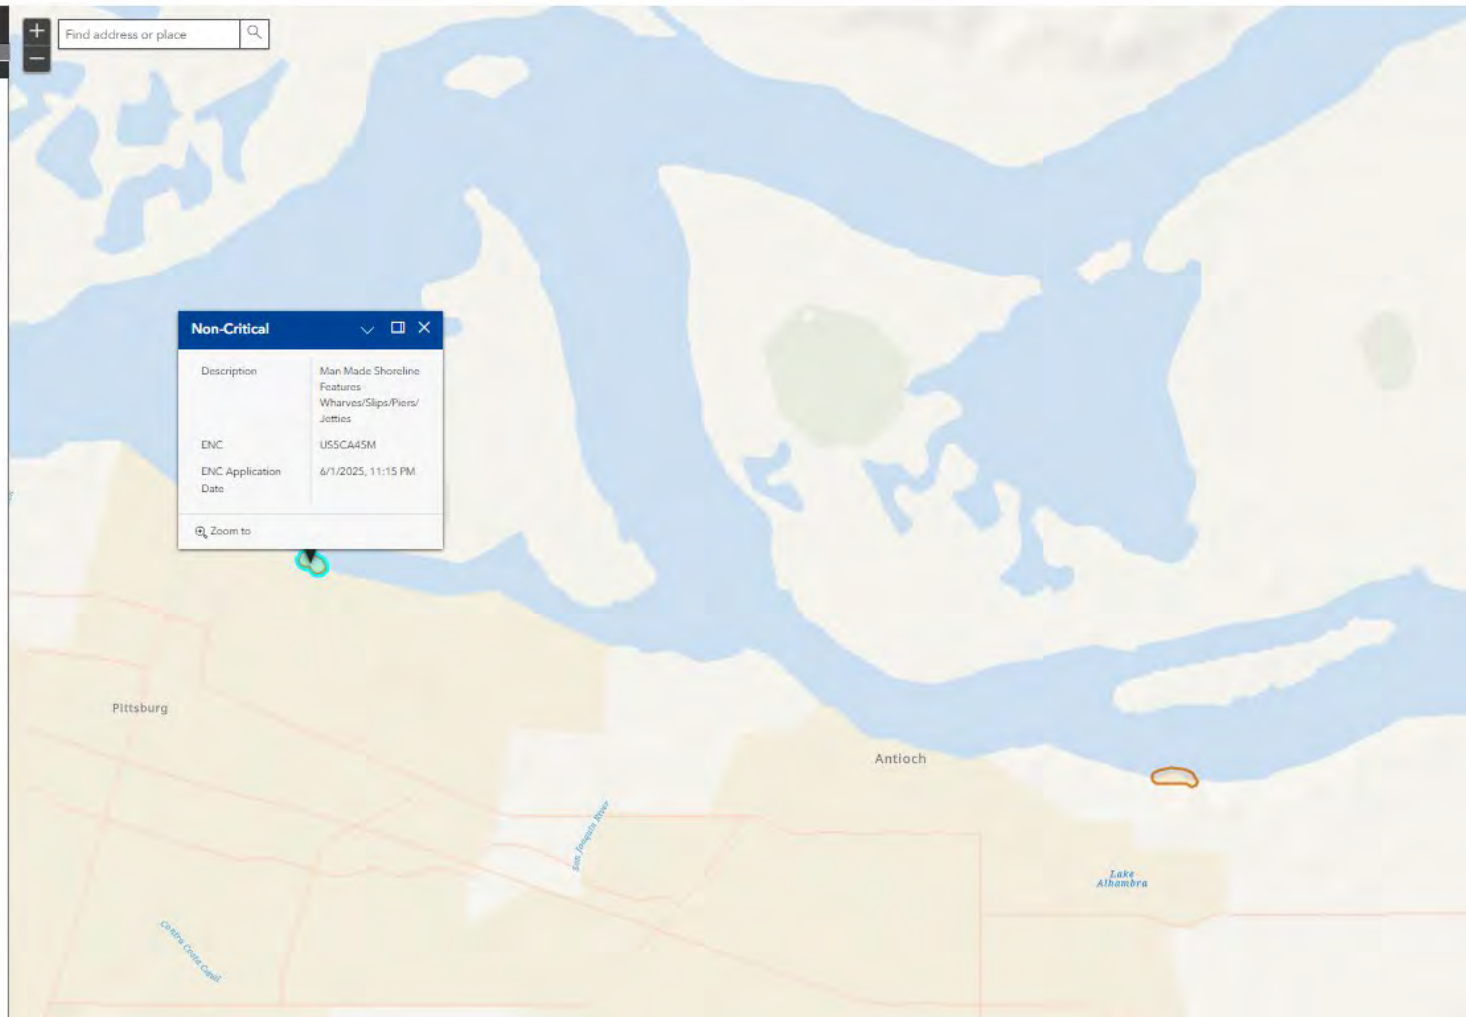 +
Find address or place
−
Non-Critical
Description
Man Made Shoreline
Features
Wharves/Slips/Piers/
Jetties
ENC
US5CA45M
ENC Application
Date
6/1/2025, 11:15 PM
Zoom to
Pittsburg
Antioch
San Joaquin River
Lake
Alhambra
Contra Costa Canal